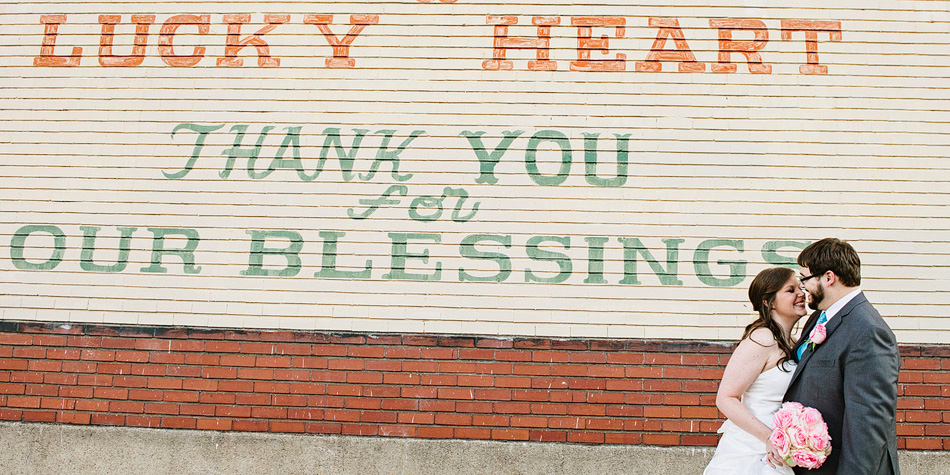 LUCKY HEART
THANK YOU
for
OUR BLESSINGS